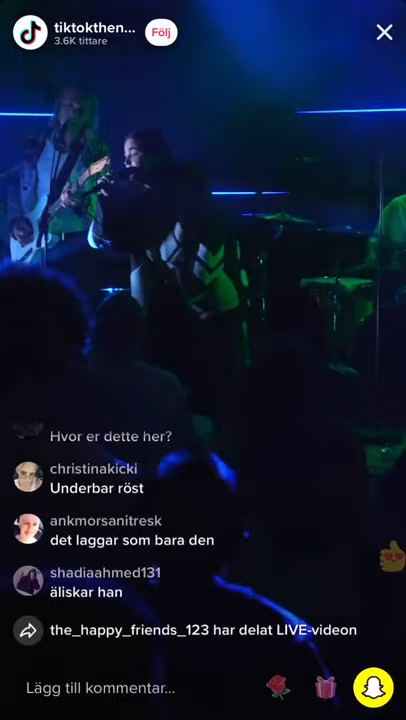 tiktokthen...
3.6K tittare
Följ
Hvor er dette her?
christinakicki
Underbar röst
ankmorsanitresk
det laggar som bara den
shadiaahmed131
äliskar han
the_happy_friends_123 har delat LIVE-videon
Lägg till kommentar...